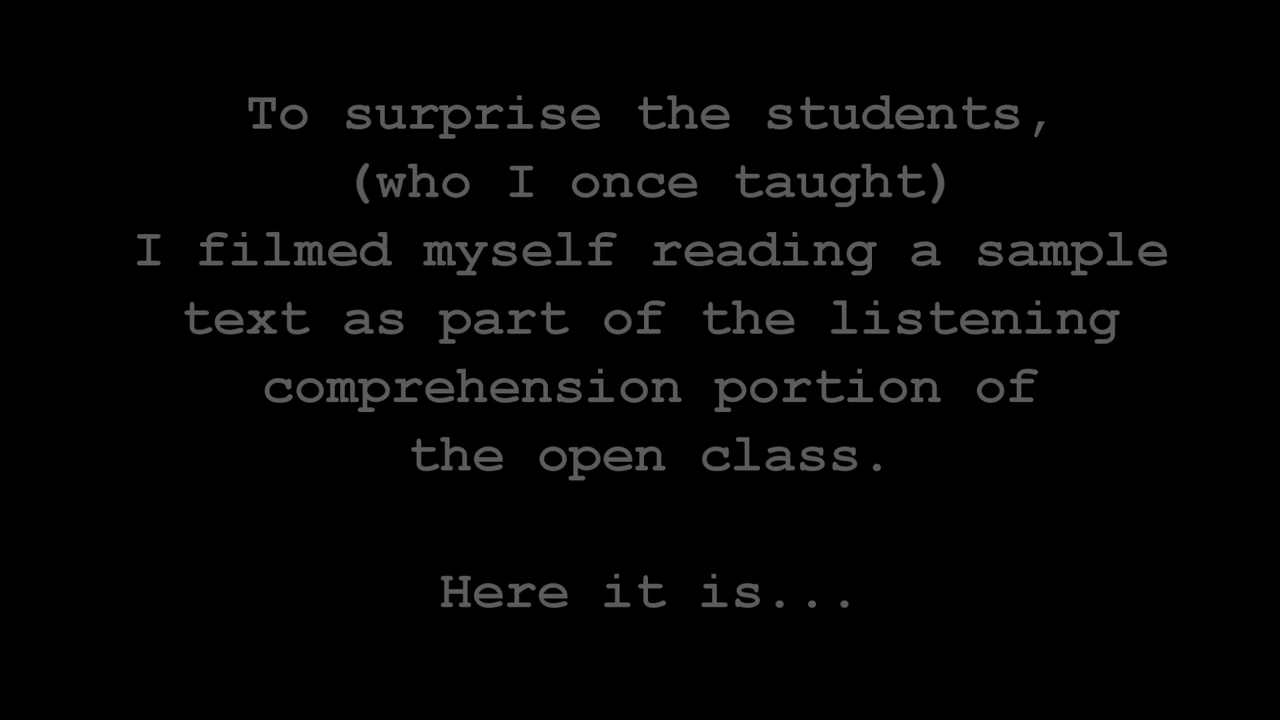 To surprise the students,
(who I once taught)
I filmed myself reading a sample
text as part of the listening
comprehension portion of
the open class.
Here it is...